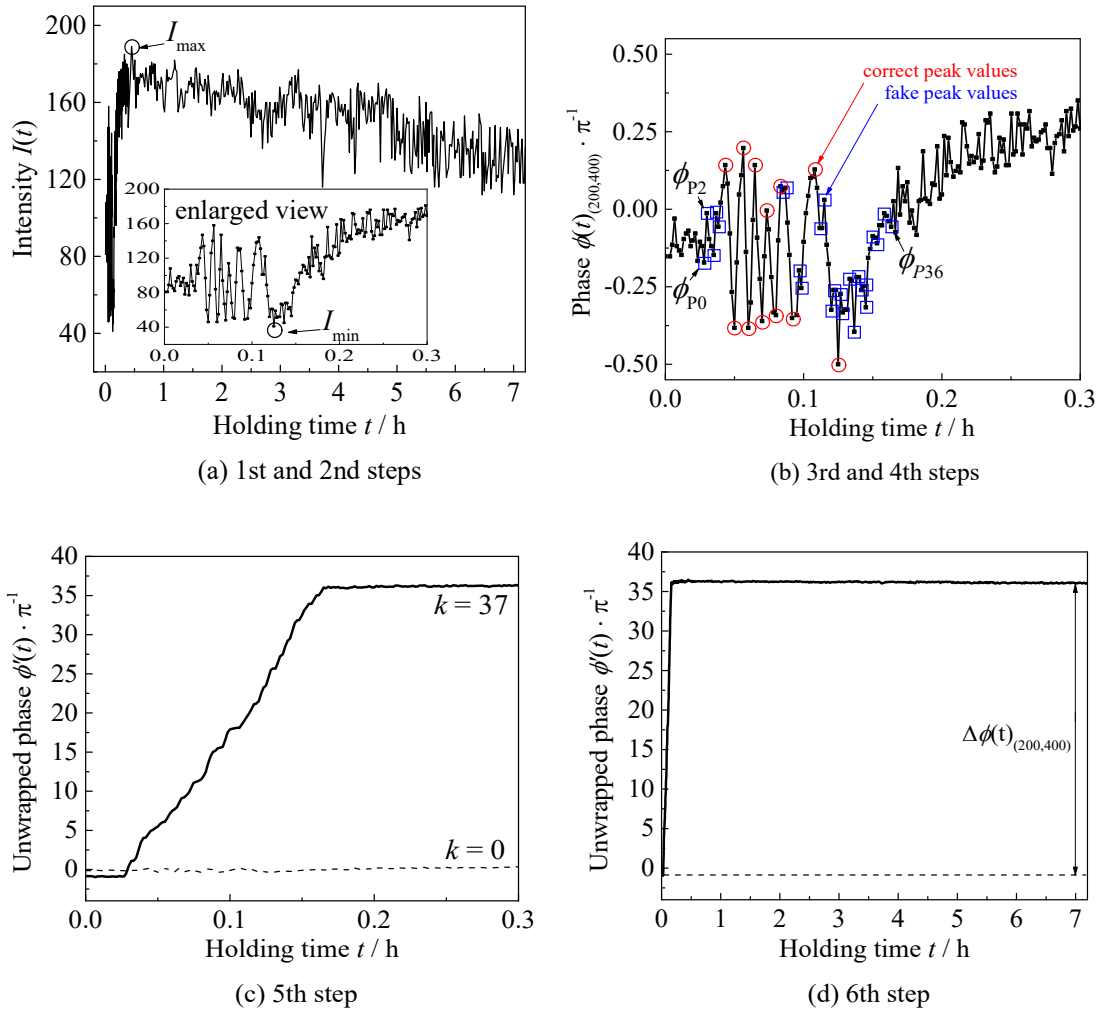 200
160
120
80
40
Intensity I(t)
I_max
200
160
120
80
40
enlarged view
I_min
0.0 0.1 0.2 0.3
0 1 2 3 4 5 6 7
Holding time t / h
(a) 1st and 2nd steps
0.50
0.25
0.00
-0.25
-0.50
Phase ϕ(t)_(200,400) · π^-1
correct peak values
fake peak values
ϕ_P2
ϕ_P0
ϕ_P36
0.0 0.1 0.2 0.3
Holding time t / h
(b) 3rd and 4th steps
40
35
30
25
20
15
10
5
0
Unwrapped phase ϕ'(t) · π^-1
k = 37
k = 0
0.0 0.1 0.2 0.3
Holding time t / h
(c) 5th step
40
35
30
25
20
15
10
5
0
Unwrapped phase ϕ'(t) · π^-1
Δϕ(t)_(200,400)
0 1 2 3 4 5 6 7
Holding time t / h
(d) 6th step